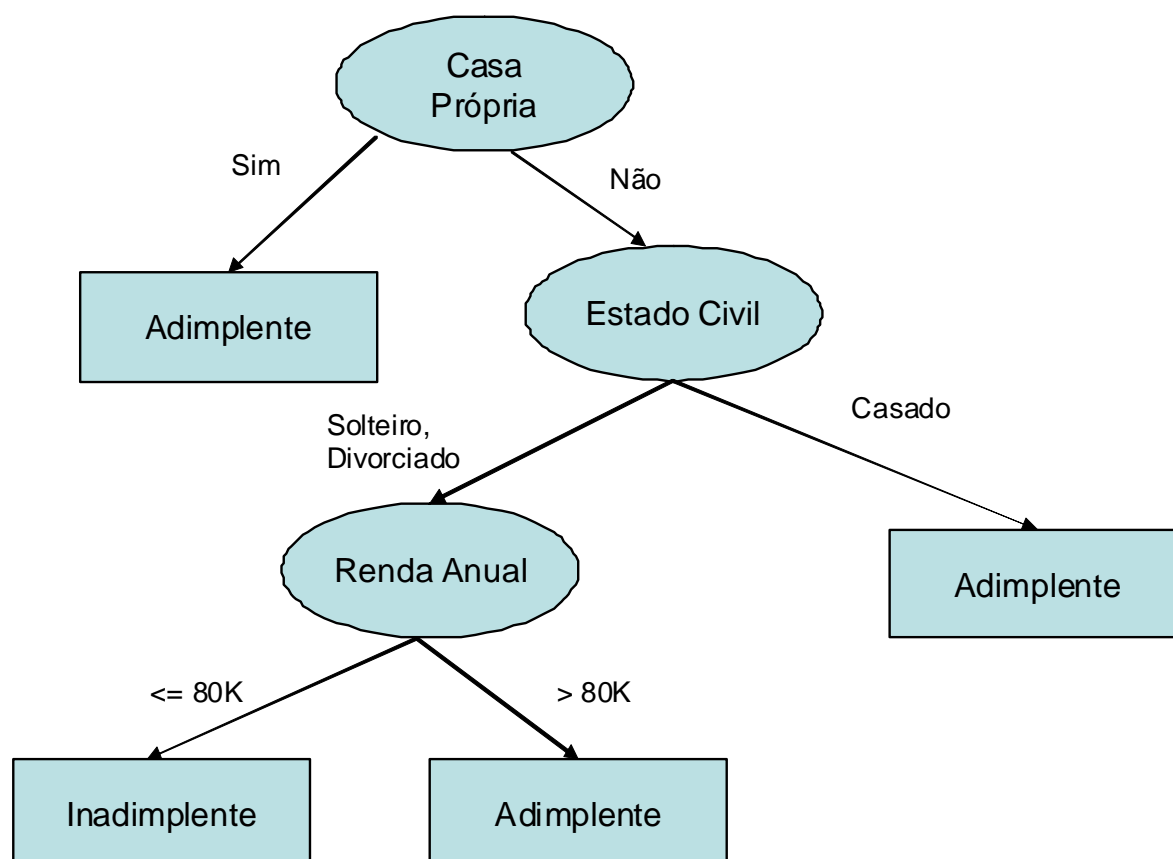 Casa
Própria
Sim
Não
Adimplente
Estado Civil
Solteiro,
Divorciado
Casado
Renda Anual
Adimplente
<= 80K
> 80K
Inadimplente
Adimplente